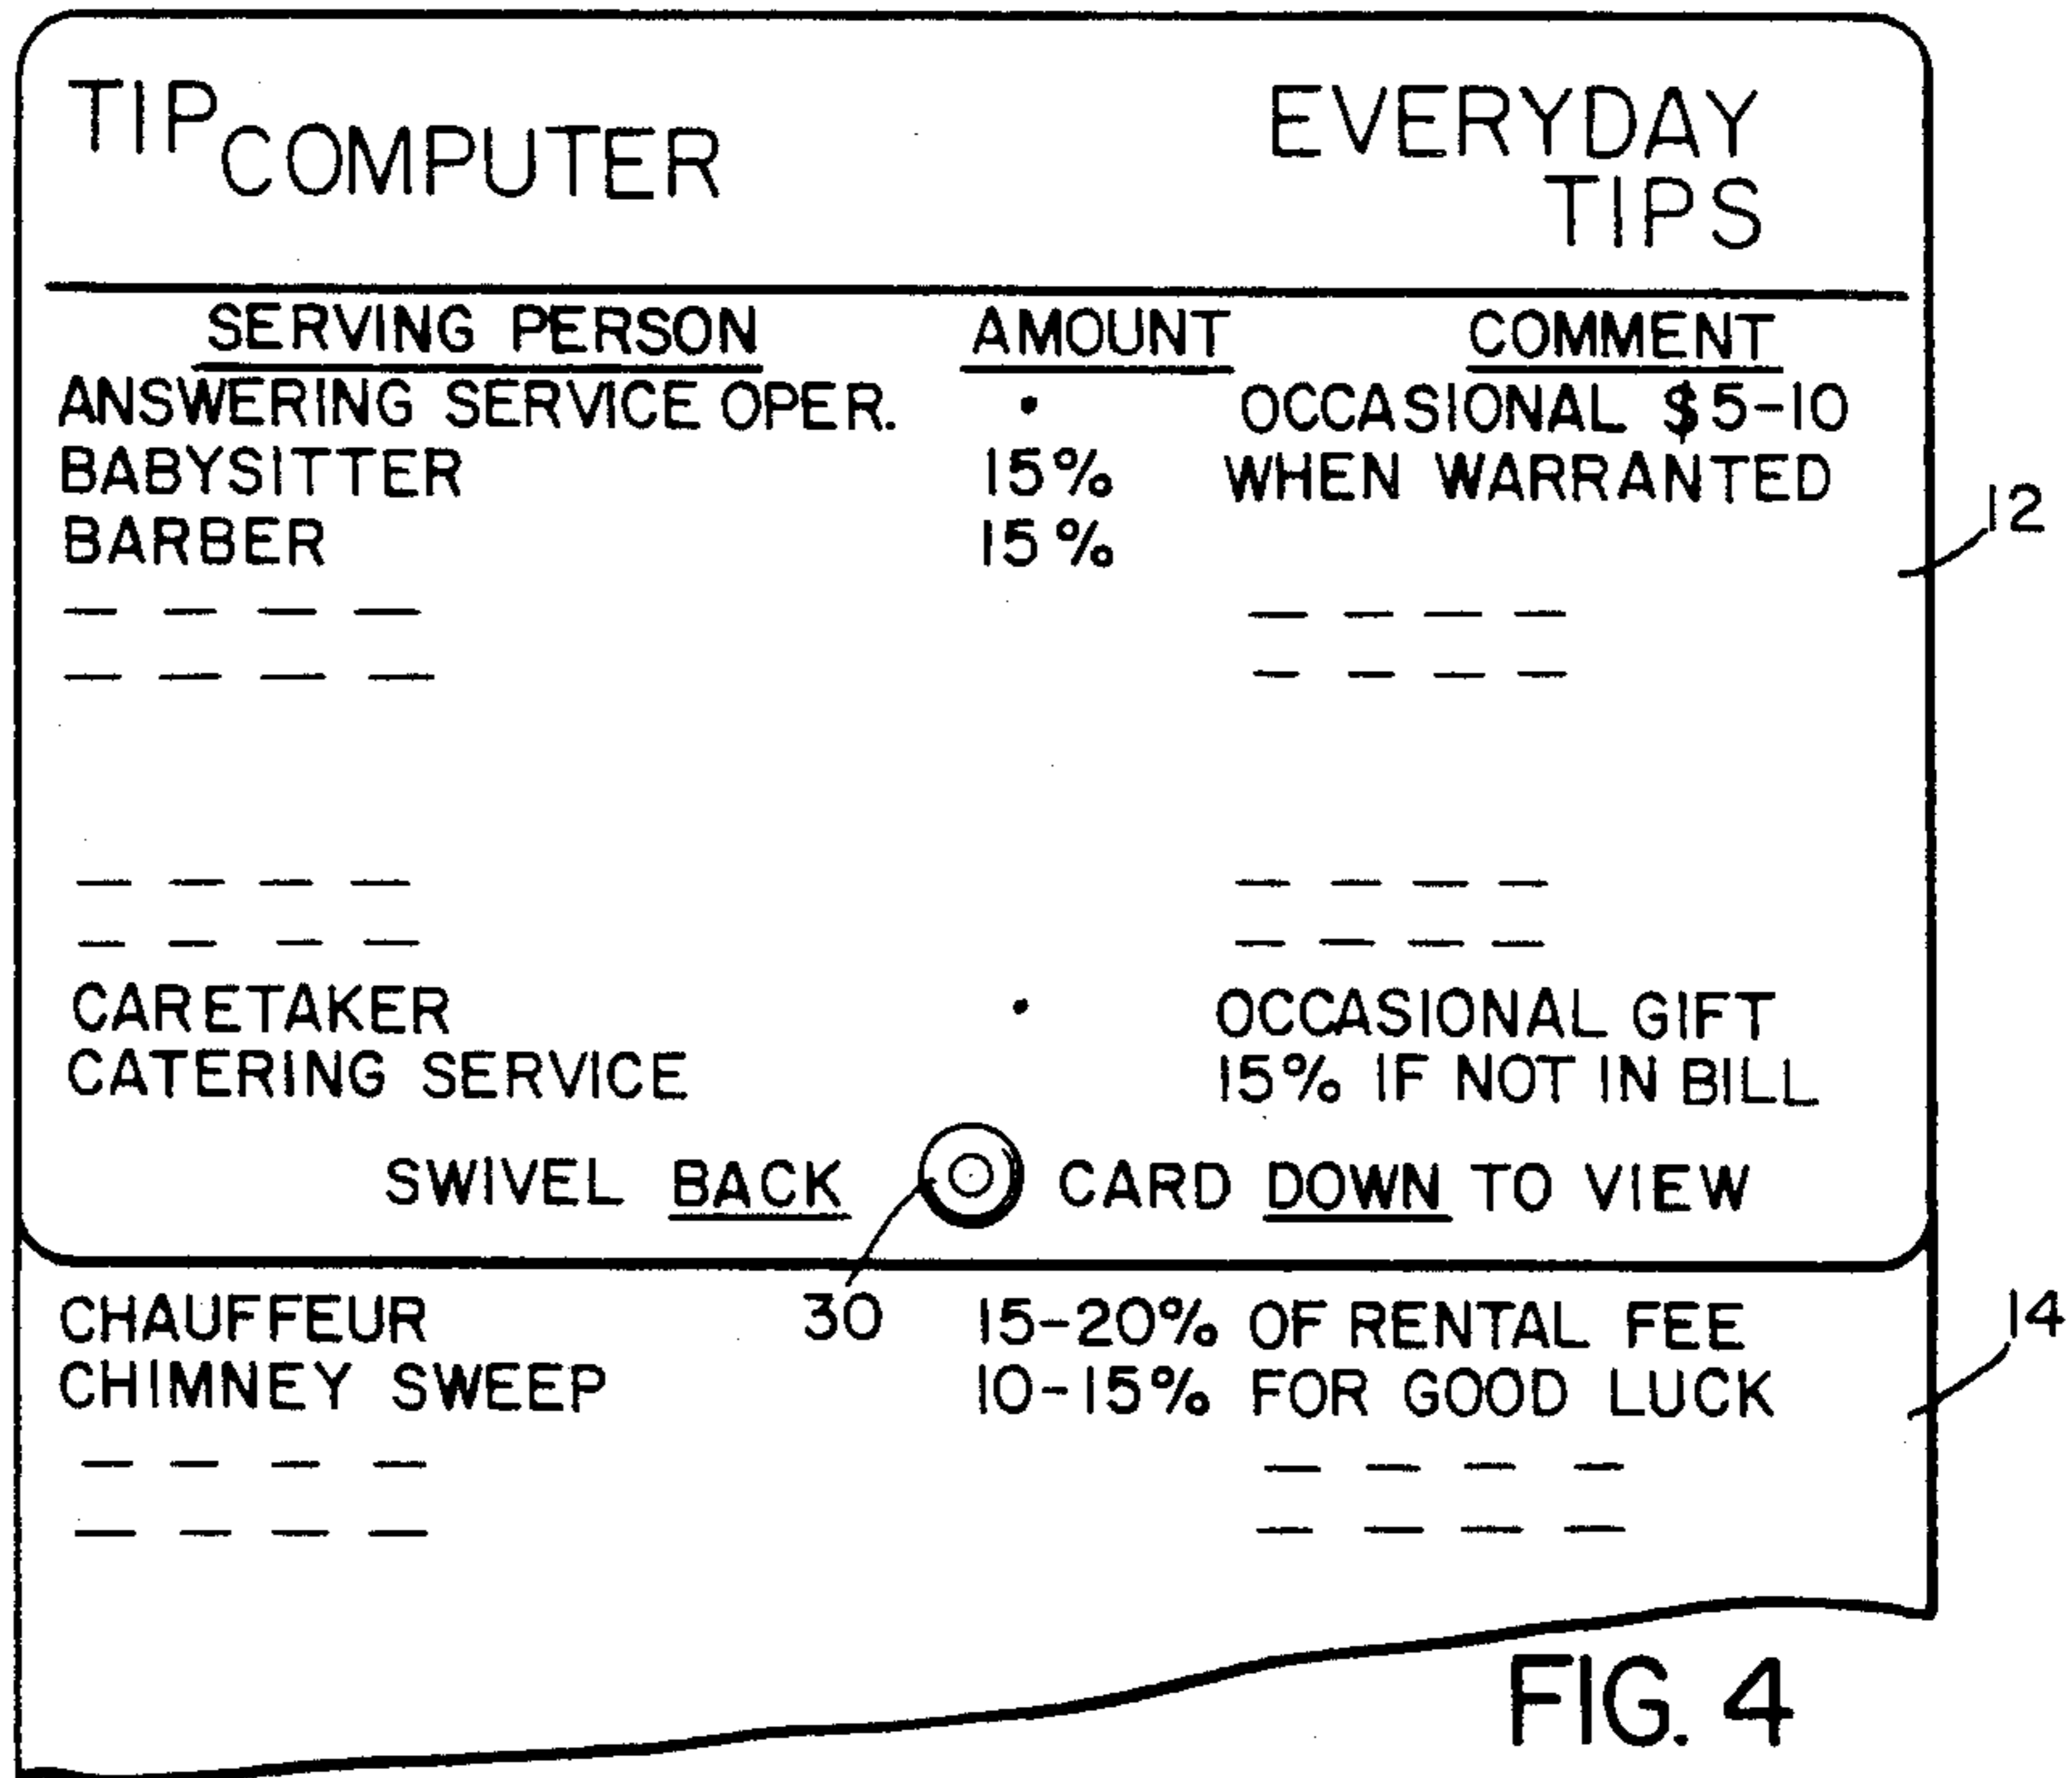 TIP COMPUTER EVERYDAY
TIPS
SERVING PERSON AMOUNT COMMENT
ANSWERING SERVICE OPER. • OCCASIONAL $5-10
BABYSITTER 15% WHEN WARRANTED
BARBER 15%
12
CARETAKER • OCCASIONAL GIFT
CATERING SERVICE 15% IF NOT IN BILL
SWIVEL BACK CARD DOWN TO VIEW
30
CHAUFFEUR 15-20% OF RENTAL FEE
14
CHIMNEY SWEEP 10-15% FOR GOOD LUCK
FIG. 4